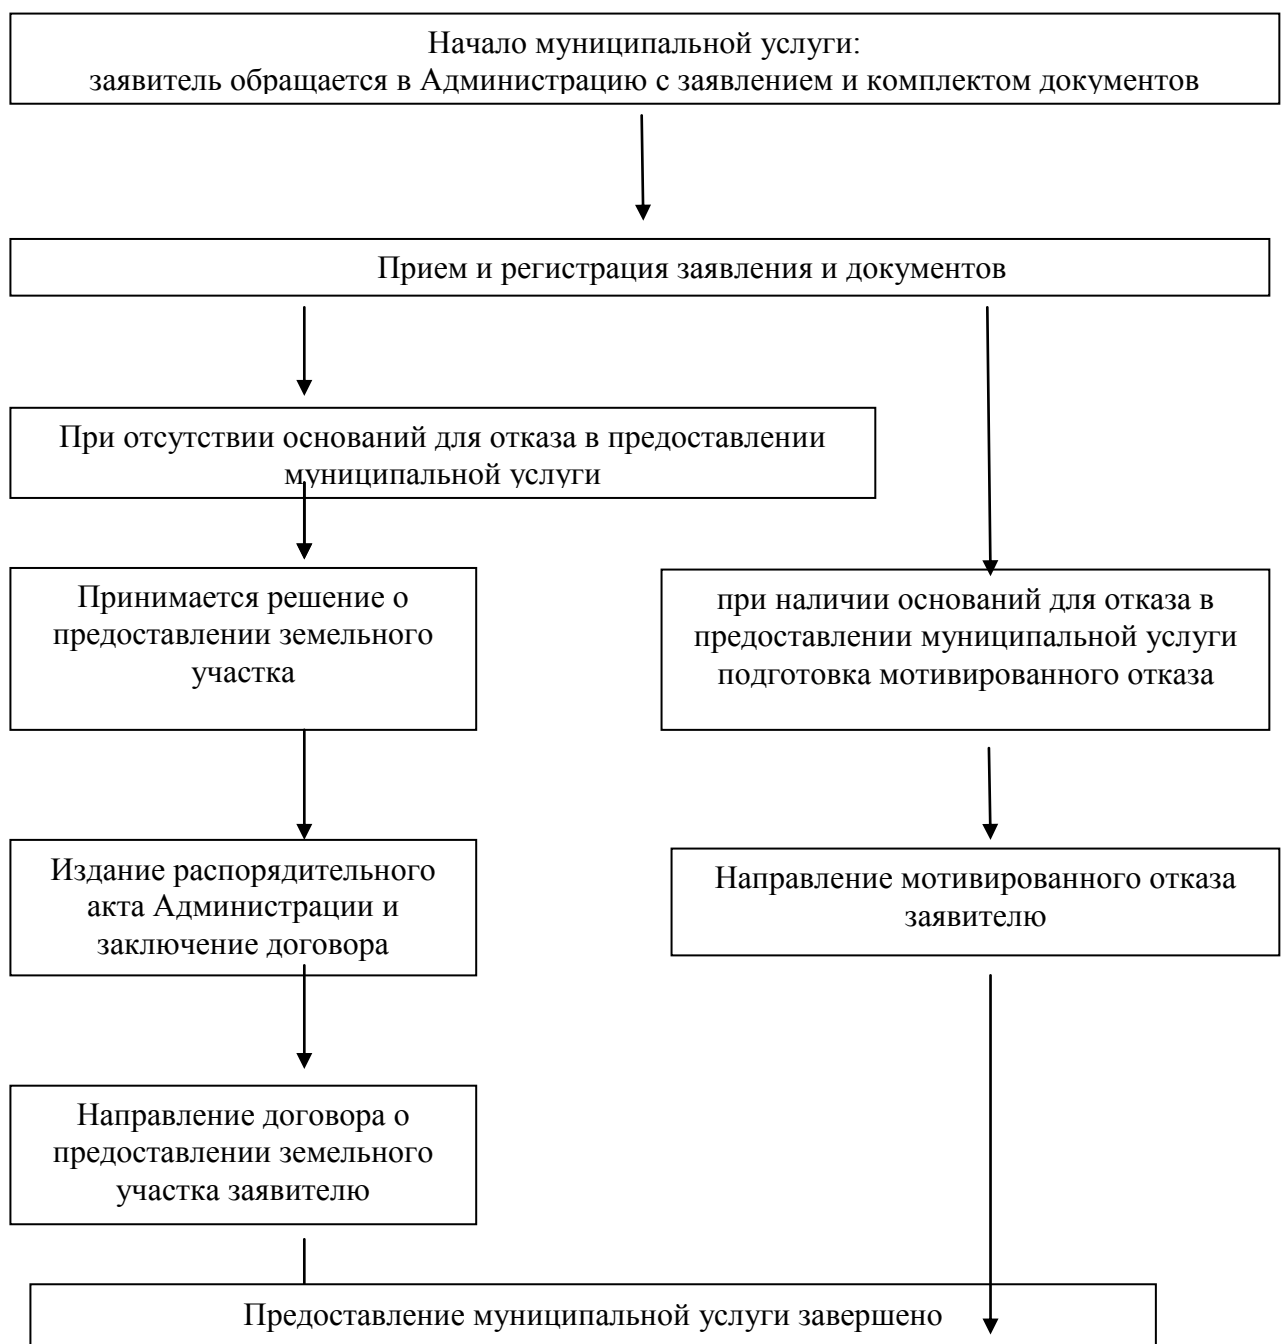 Начало муниципальной услуги:
заявитель обращается в Администрацию с заявлением и комплектом документов
Прием и регистрация заявления и документов
При отсутствии оснований для отказа в предоставлении
муниципальной услуги
Принимается решение о
предоставлении земельного
участка
при наличии оснований для отказа в
предоставлении муниципальной услуги
подготовка мотивированного отказа
Издание распорядительного
акта Администрации и
заключение договора
Направление мотивированного отказа
заявителю
Направление договора о
предоставлении земельного
участка заявителю
Предоставление муниципальной услуги завершено